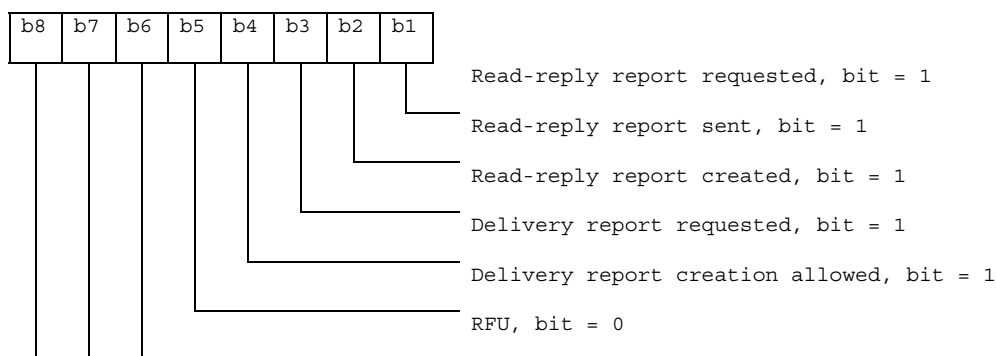 b8 b7 b6 b5 b4 b3 b2 b1
Read-reply report requested, bit = 1
Read-reply report sent, bit = 1
Read-reply report created, bit = 1
Delivery report requested, bit = 1
Delivery report creation allowed, bit = 1
RFU, bit = 0